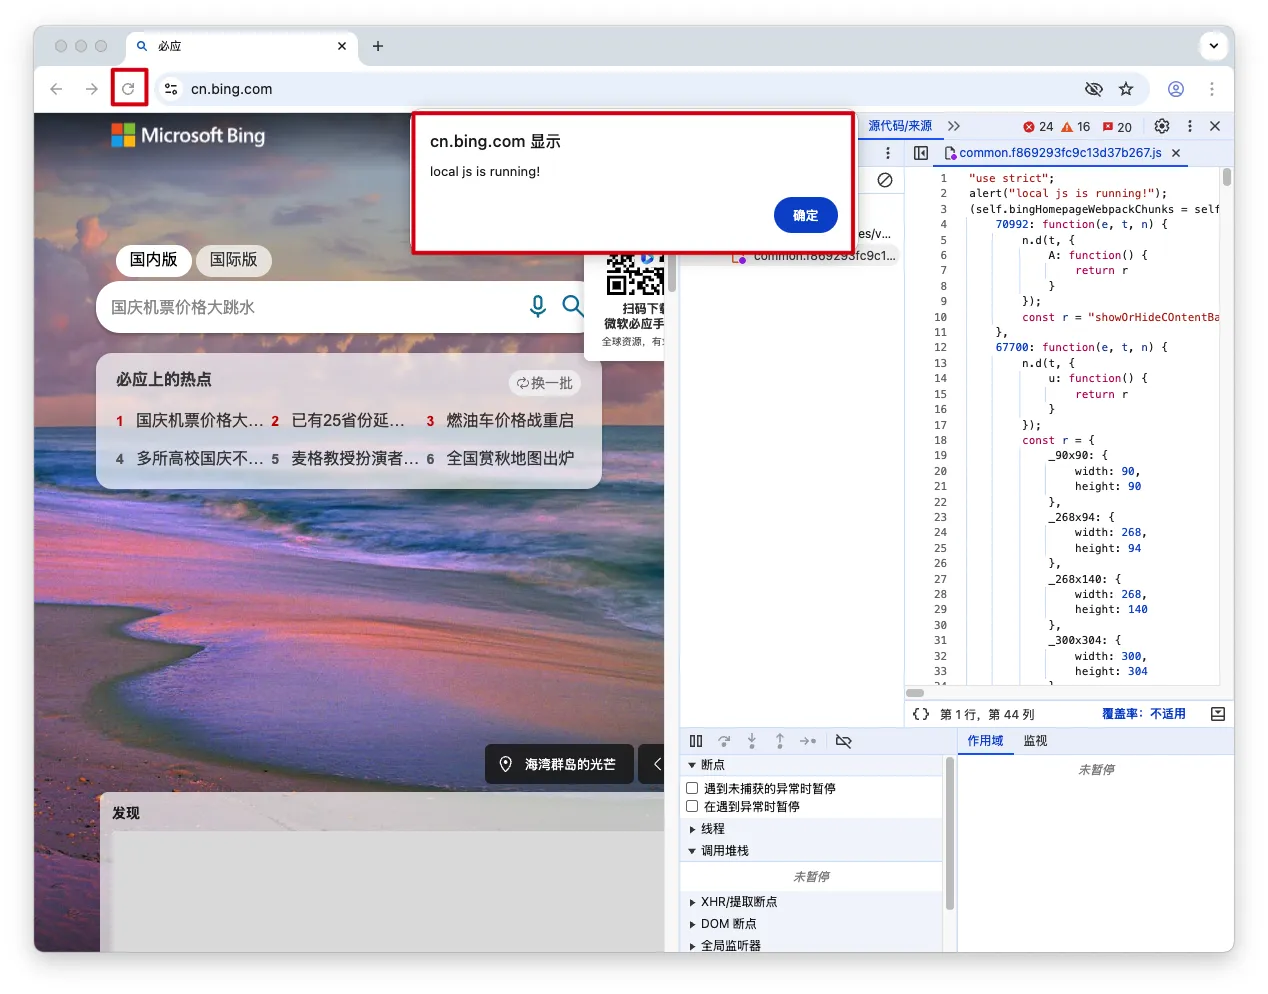 必应
cn.bing.com
Microsoft Bing
cn.bing.com 显示
local js is running!
确定
国内版
国际版
国庆机票价格大跳水
扫码下载
微软必应手
全球资源，有
必应上的热点
换一批
1 国庆机票价格大…
2 已有25省份延…
3 燃油车价格战重启
4 多所高校国庆不…
5 麦格教授扮演者…
6 全国赏秋地图出炉
海湾群岛的光芒
发现
源代码/来源
24
16
20
es/v...
common.f869293fc9c1...
common.f869293fc9c13d37b267.js
1 "use strict";
2 alert("local js is running!");
3 (self.bingHomepageWebpackChunks = self
4 70992: function(e, t, n) {
5 n.d(t, {
6 A: function() {
7 return r
8 }
9 });
10 const r = "showOrHideCOntentBa
11 },
12 67700: function(e, t, n) {
13 n.d(t, {
14 u: function() {
15 return r
16 }
17 });
18 const r = {
19 _90x90: {
20 width: 90,
21 height: 90
22 },
23 _268x94: {
24 width: 268,
25 height: 94
26 },
27 _268x140: {
28 width: 268,
29 height: 140
30 },
31 _300x304: {
32 width: 300,
33 height: 304
{} 第 1 行，第 44 列
覆盖率：不适用
断点
遇到未捕获的异常时暂停
在遇到异常时暂停
线程
调用堆栈
未暂停
XHR/提取断点
DOM 断点
全局监听器
作用域
监视
未暂停